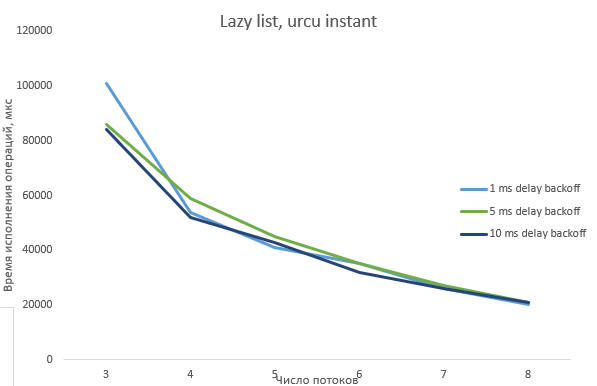 Lazy list, urcu instant
120000
100000
80000
60000
40000
20000
0
Время исполнения операций, мкс
1 ms delay backoff
5 ms delay backoff
10 ms delay backoff
3 4 5 6 7 8
Число потоков